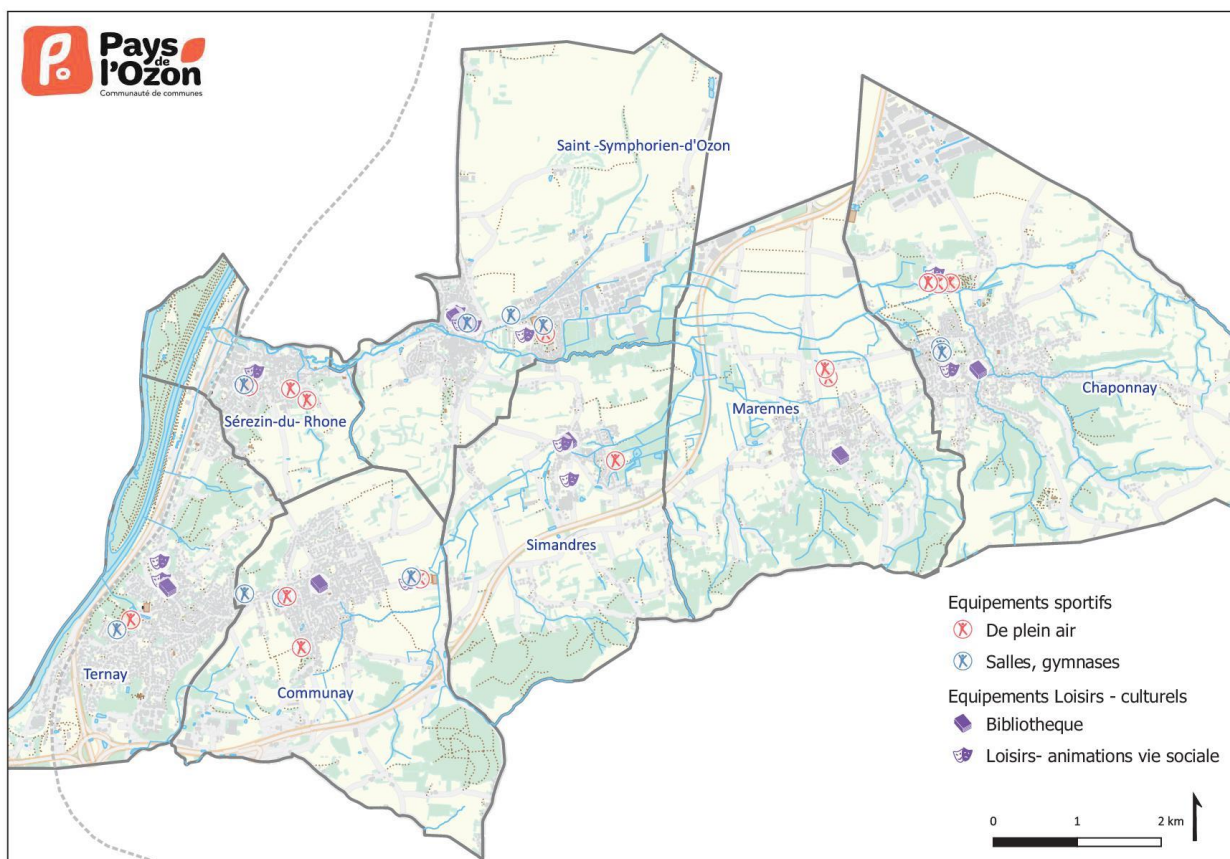 Pays
de
l'Ozon
Communauté de communes
Saint -Symphorien-d'Ozon
Chaponnay
Marennes
Sérezin-du- Rhone
Simandres
Ternay
Communay
Equipements sportifs
De plein air
Salles, gymnases
Equipements Loisirs - culturels
Bibliotheque
Loisirs- animations vie sociale
0 1 2 km